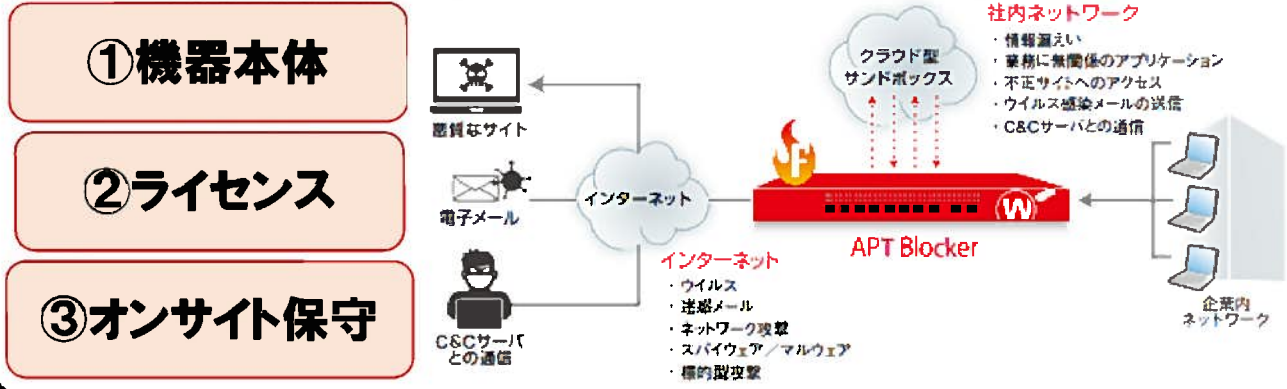 ①機器本体
②ライセンス
③オンサイト保守
悪質なサイト
電子メール
C&Cサーバ
との通信
インターネット
インターネット
・ウイルス
・迷惑メール
・ネットワーク攻撃
・スパイウェア／マルウェア
・標的型攻撃
クラウド型
サンドボックス
F
W
APT Blocker
社内ネットワーク
・情報漏えい
・業務に無関係のアプリケーション
・不正サイトへのアクセス
・ウイルス感染メールの送信
・C&Cサーバとの通信
企業内
ネットワーク